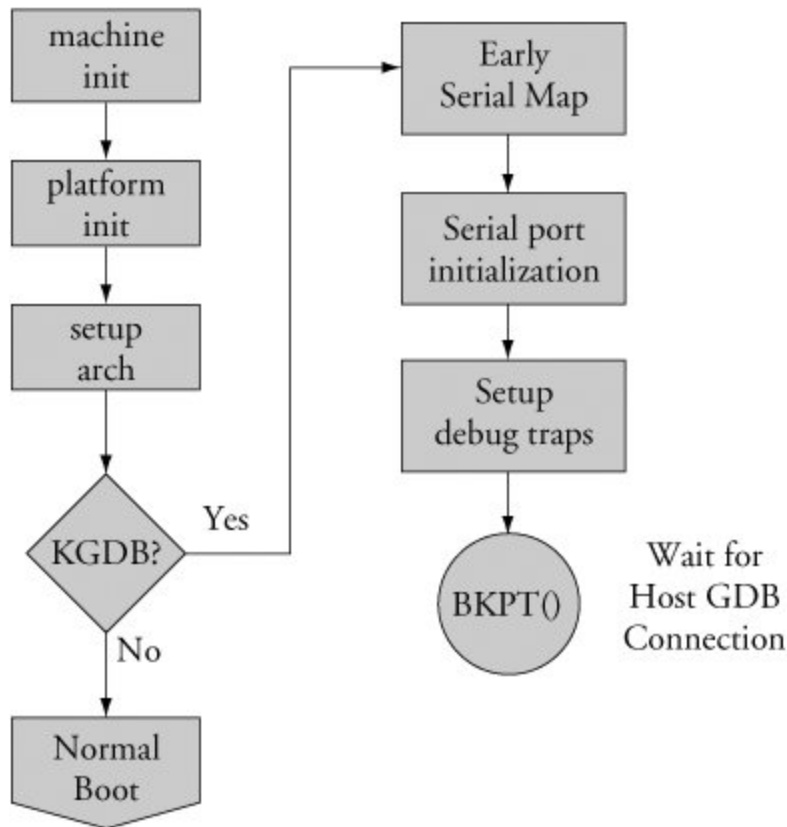 machine
init
platform
init
setup
arch
KGDB?
Yes
No
Normal
Boot
Early
Serial Map
Serial port
initialization
Setup
debug traps
BKPT()
Wait for
Host GDB
Connection